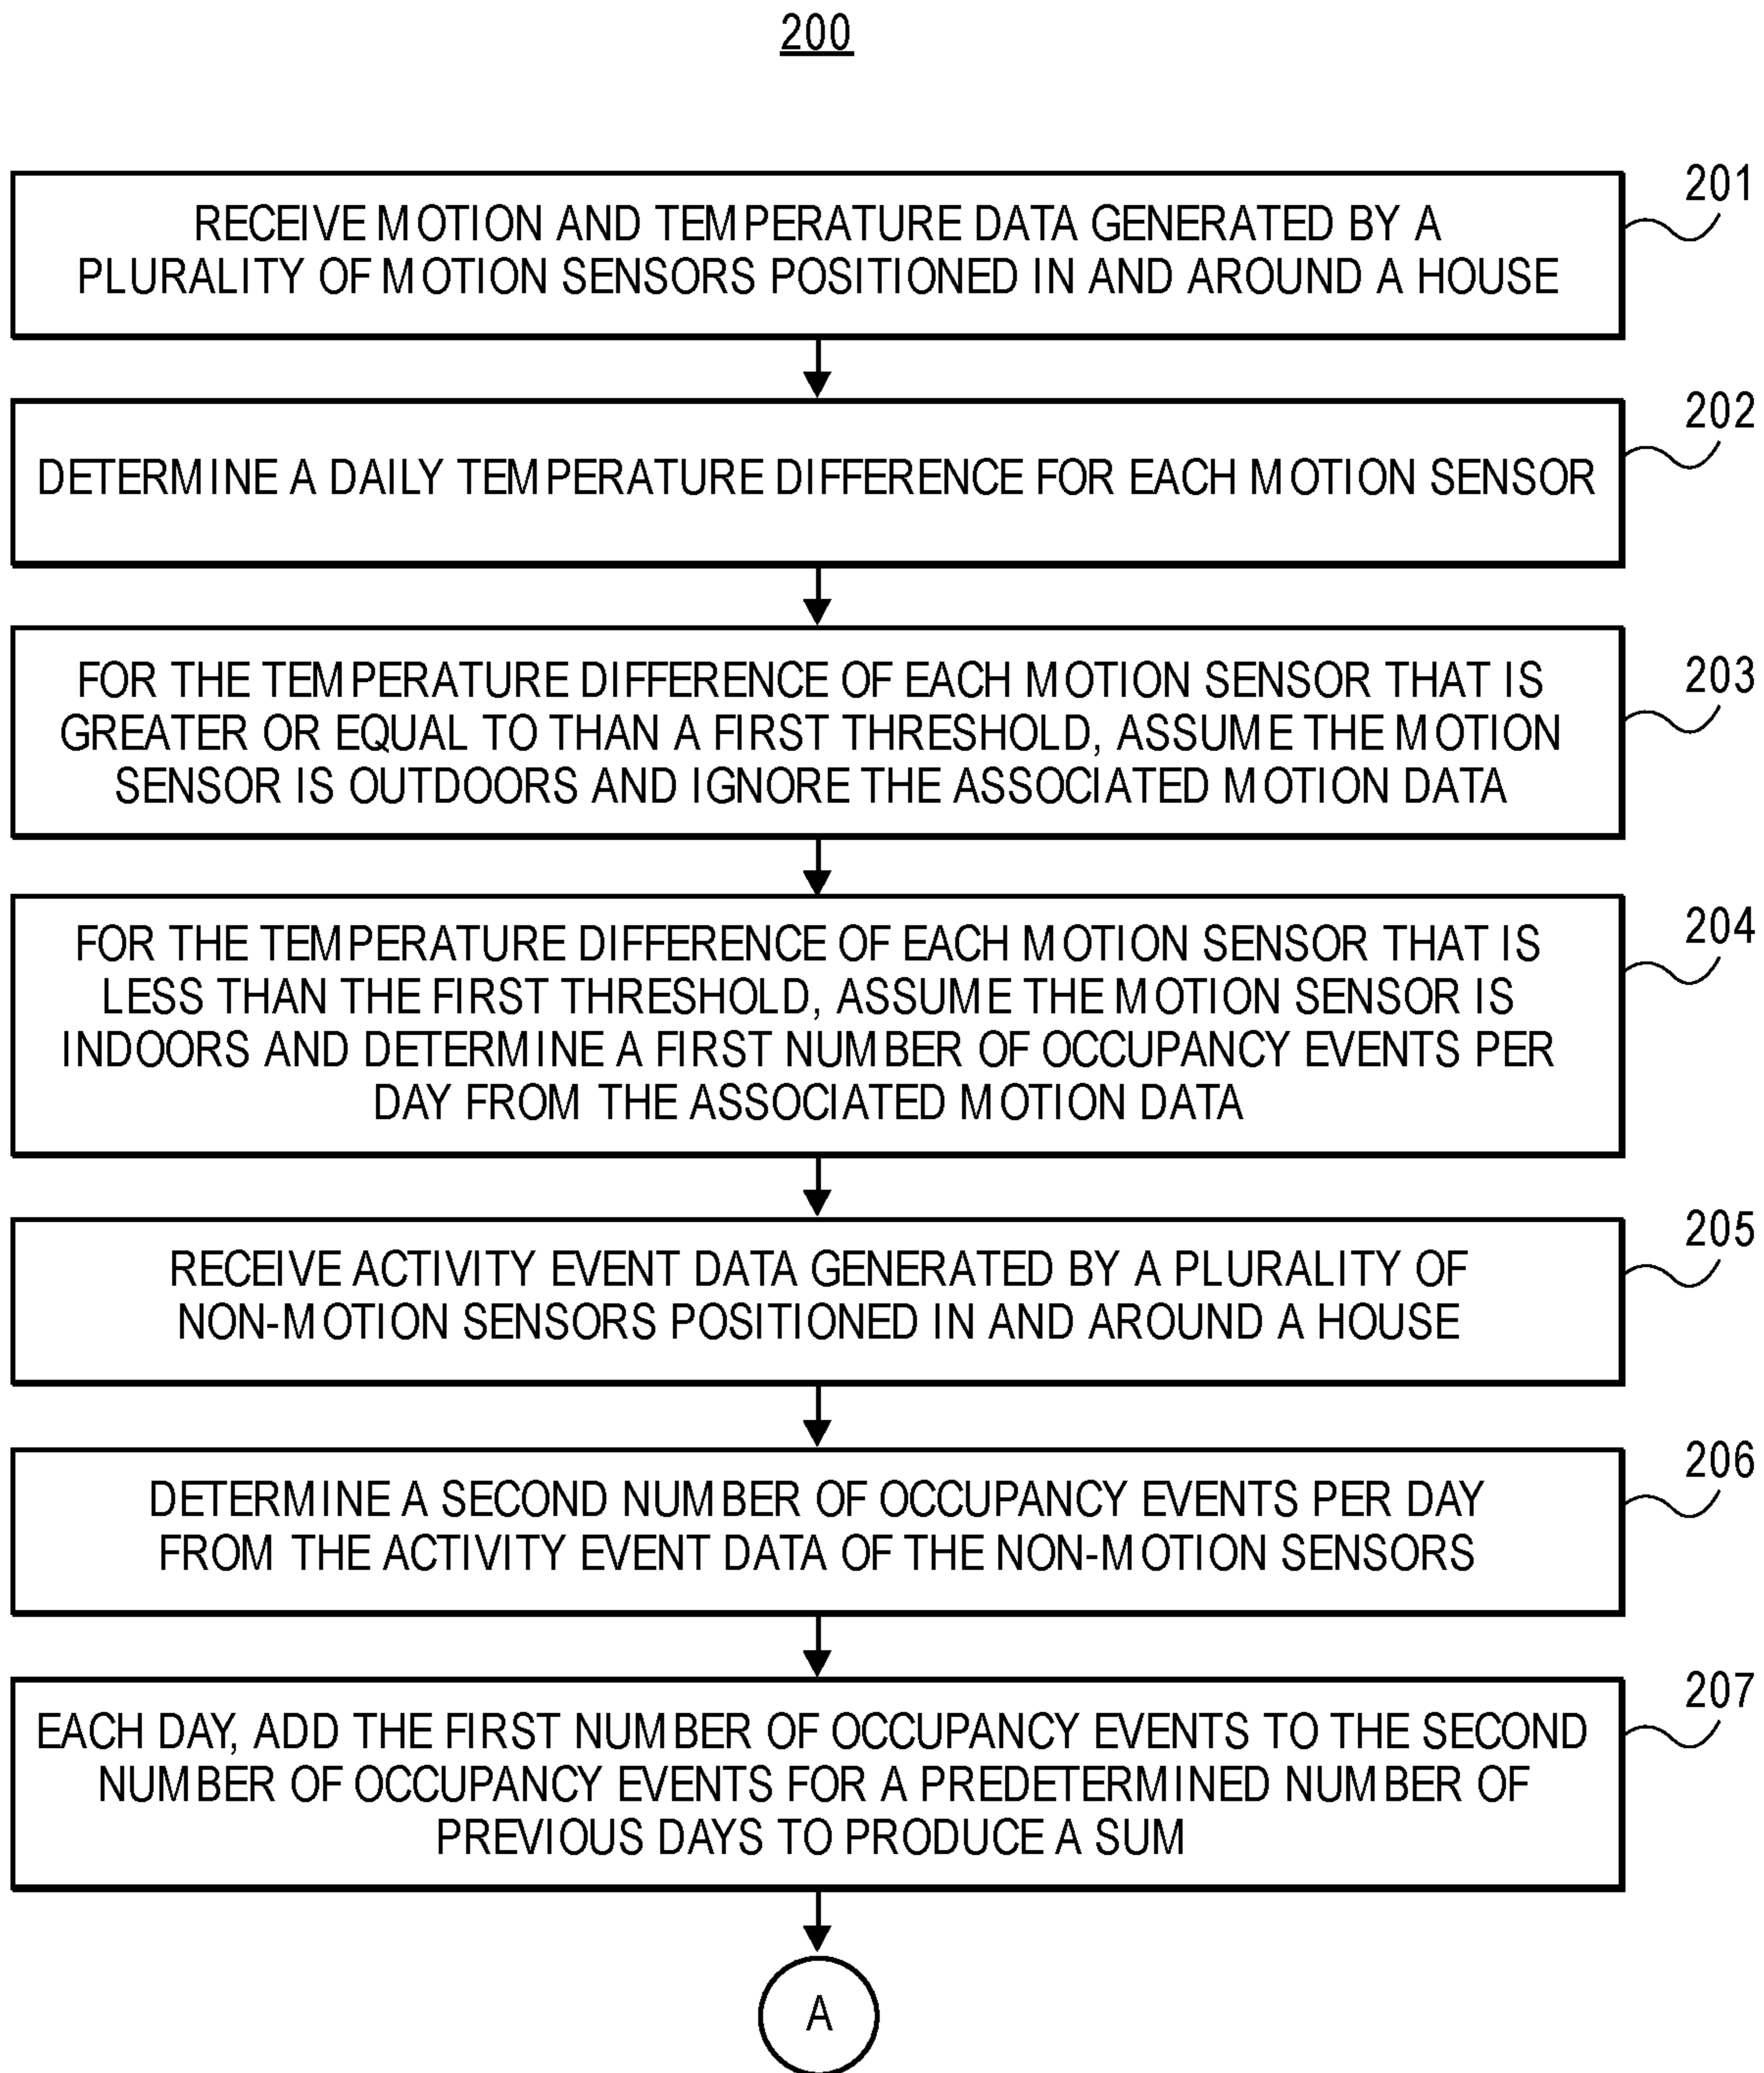 200
201
RECEIVE MOTION AND TEMPERATURE DATA GENERATED BY A
PLURALITY OF MOTION SENSORS POSITIONED IN AND AROUND A HOUSE
202
DETERMINE A DAILY TEMPERATURE DIFFERENCE FOR EACH MOTION SENSOR
203
FOR THE TEMPERATURE DIFFERENCE OF EACH MOTION SENSOR THAT IS
GREATER OR EQUAL TO THAN A FIRST THRESHOLD, ASSUME THE MOTION
SENSOR IS OUTDOORS AND IGNORE THE ASSOCIATED MOTION DATA
204
FOR THE TEMPERATURE DIFFERENCE OF EACH MOTION SENSOR THAT IS
LESS THAN THE FIRST THRESHOLD, ASSUME THE MOTION SENSOR IS
INDOORS AND DETERMINE A FIRST NUMBER OF OCCUPANCY EVENTS PER
DAY FROM THE ASSOCIATED MOTION DATA
205
RECEIVE ACTIVITY EVENT DATA GENERATED BY A PLURALITY OF
NON-MOTION SENSORS POSITIONED IN AND AROUND A HOUSE
206
DETERMINE A SECOND NUMBER OF OCCUPANCY EVENTS PER DAY
FROM THE ACTIVITY EVENT DATA OF THE NON-MOTION SENSORS
207
EACH DAY, ADD THE FIRST NUMBER OF OCCUPANCY EVENTS TO THE SECOND
NUMBER OF OCCUPANCY EVENTS FOR A PREDETERMINED NUMBER OF
PREVIOUS DAYS TO PRODUCE A SUM
A